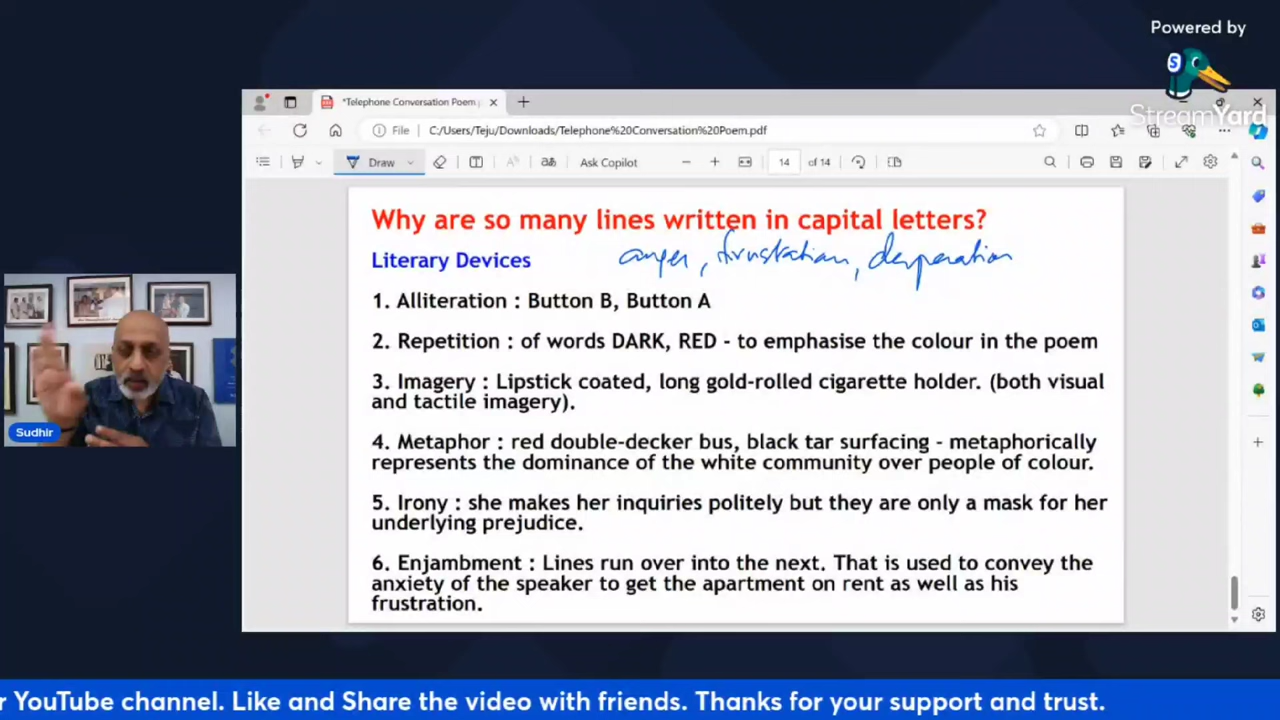 Powered by
StreamYard
*Telephone Conversation Poem.p
File C:/Users/Teju/Downloads/Telephone%20Conversation%20Poem.pdf
Draw
Ask Copilot
14 of 14
Why are so many lines written in capital letters?
Literary Devices
anger, frustration, desperation
1. Alliteration : Button B, Button A
2. Repetition : of words DARK, RED - to emphasise the colour in the poem
3. Imagery : Lipstick coated, long gold-rolled cigarette holder. (both visual
and tactile imagery).
4. Metaphor : red double-decker bus, black tar surfacing - metaphorically
represents the dominance of the white community over people of colour.
5. Irony : she makes her inquiries politely but they are only a mask for her
underlying prejudice.
6. Enjambment : Lines run over into the next. That is used to convey the
anxiety of the speaker to get the apartment on rent as well as his
frustration.
Sudhir
r YouTube channel. Like and Share the video with friends. Thanks for your support and trust.